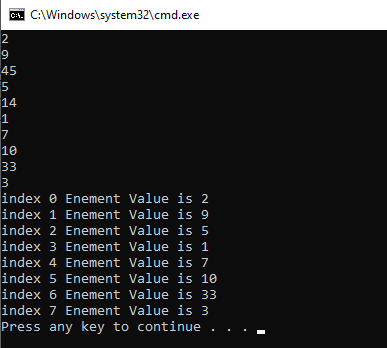 C:\Windows\system32\cmd.exe
2
9
45
5
14
1
7
10
33
3
index 0 Enement Value is 2
index 1 Enement Value is 9
index 2 Enement Value is 5
index 3 Enement Value is 1
index 4 Enement Value is 7
index 5 Enement Value is 10
index 6 Enement Value is 33
index 7 Enement Value is 3
Press any key to continue . . .